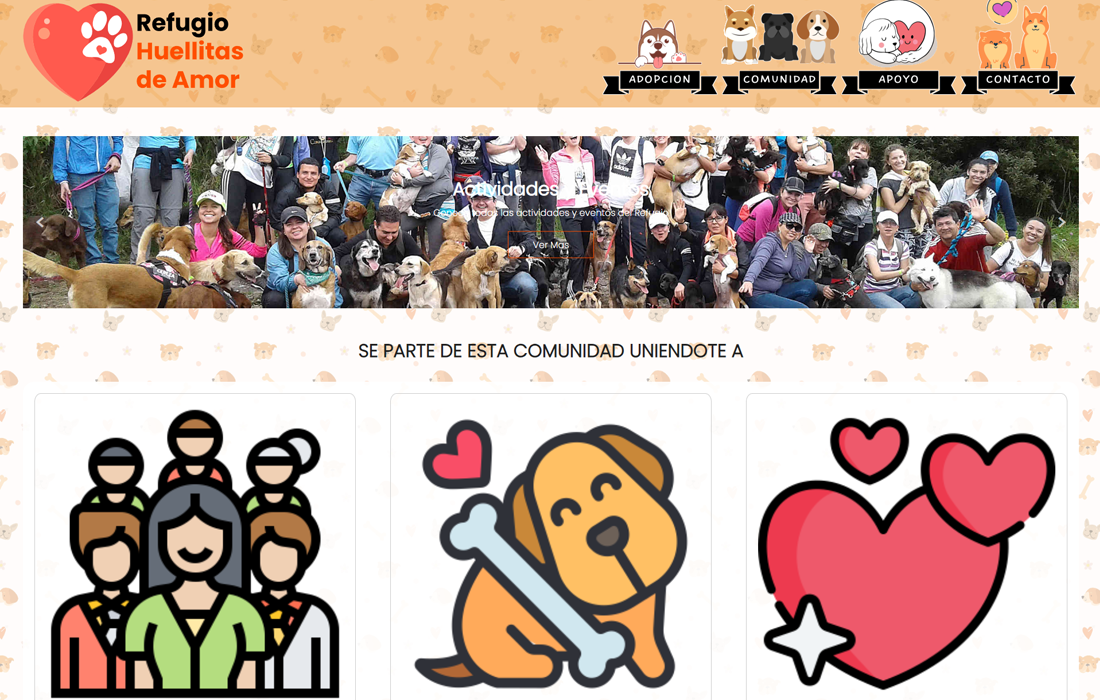 Refugio
Huellitas
de Amor
ADOPCION
COMUNIDAD
APOYO
CONTACTO
Actividades y Eventos
Conoce todas las actividades y eventos del Refugio
Ver Mas
SE PARTE DE ESTA COMUNIDAD UNIENDOTE A